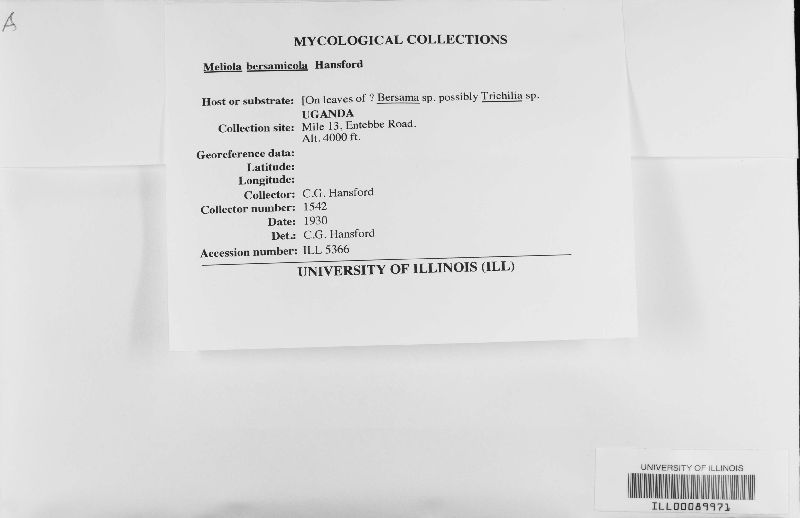 A
MYCOLOGICAL COLLECTIONS
Meliola bersamicola Hansford
Host or substrate: [On leaves of ? Bersama sp. possibly Trichilia sp.
UGANDA
Collection site: Mile 13. Entebbe Road.
Alt. 4000 ft.
Georeference data:
Latitude:
Longitude:
Collector: C.G. Hansford
Collector number: 1542
Date: 1930
Det.: C.G. Hansford
Accession number: ILL 5366
UNIVERSITY OF ILLINOIS (ILL)
UNIVERSITY OF ILLINOIS
ILL00089971